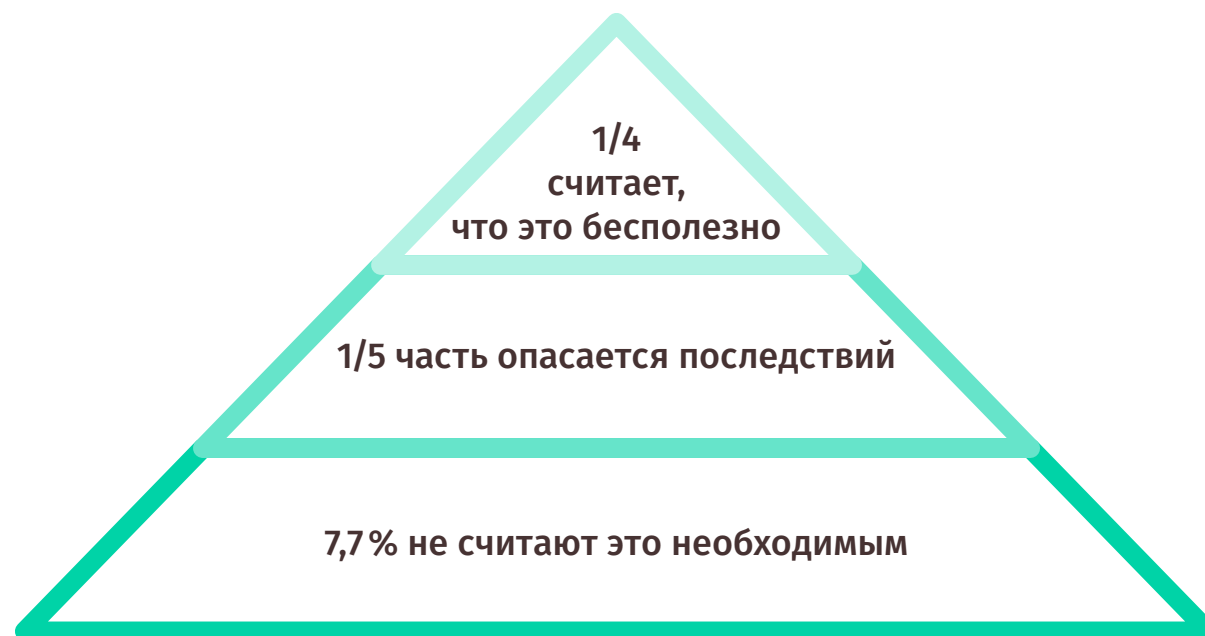 1/4
считает,
что это бесполезно
1/5 часть опасается последствий
7,7% не считают это необходимым